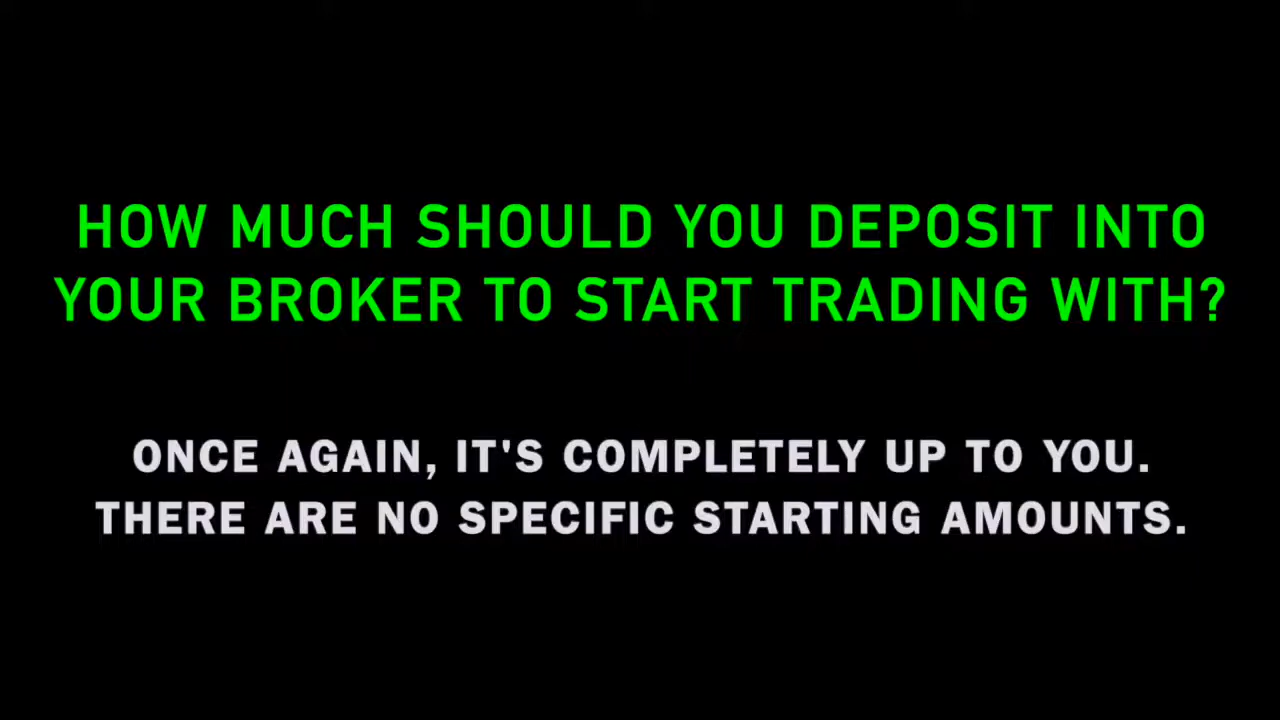 HOW MUCH SHOULD YOU DEPOSIT INTO
YOUR BROKER TO START TRADING WITH?
ONCE AGAIN, IT'S COMPLETELY UP TO YOU.
THERE ARE NO SPECIFIC STARTING AMOUNTS.